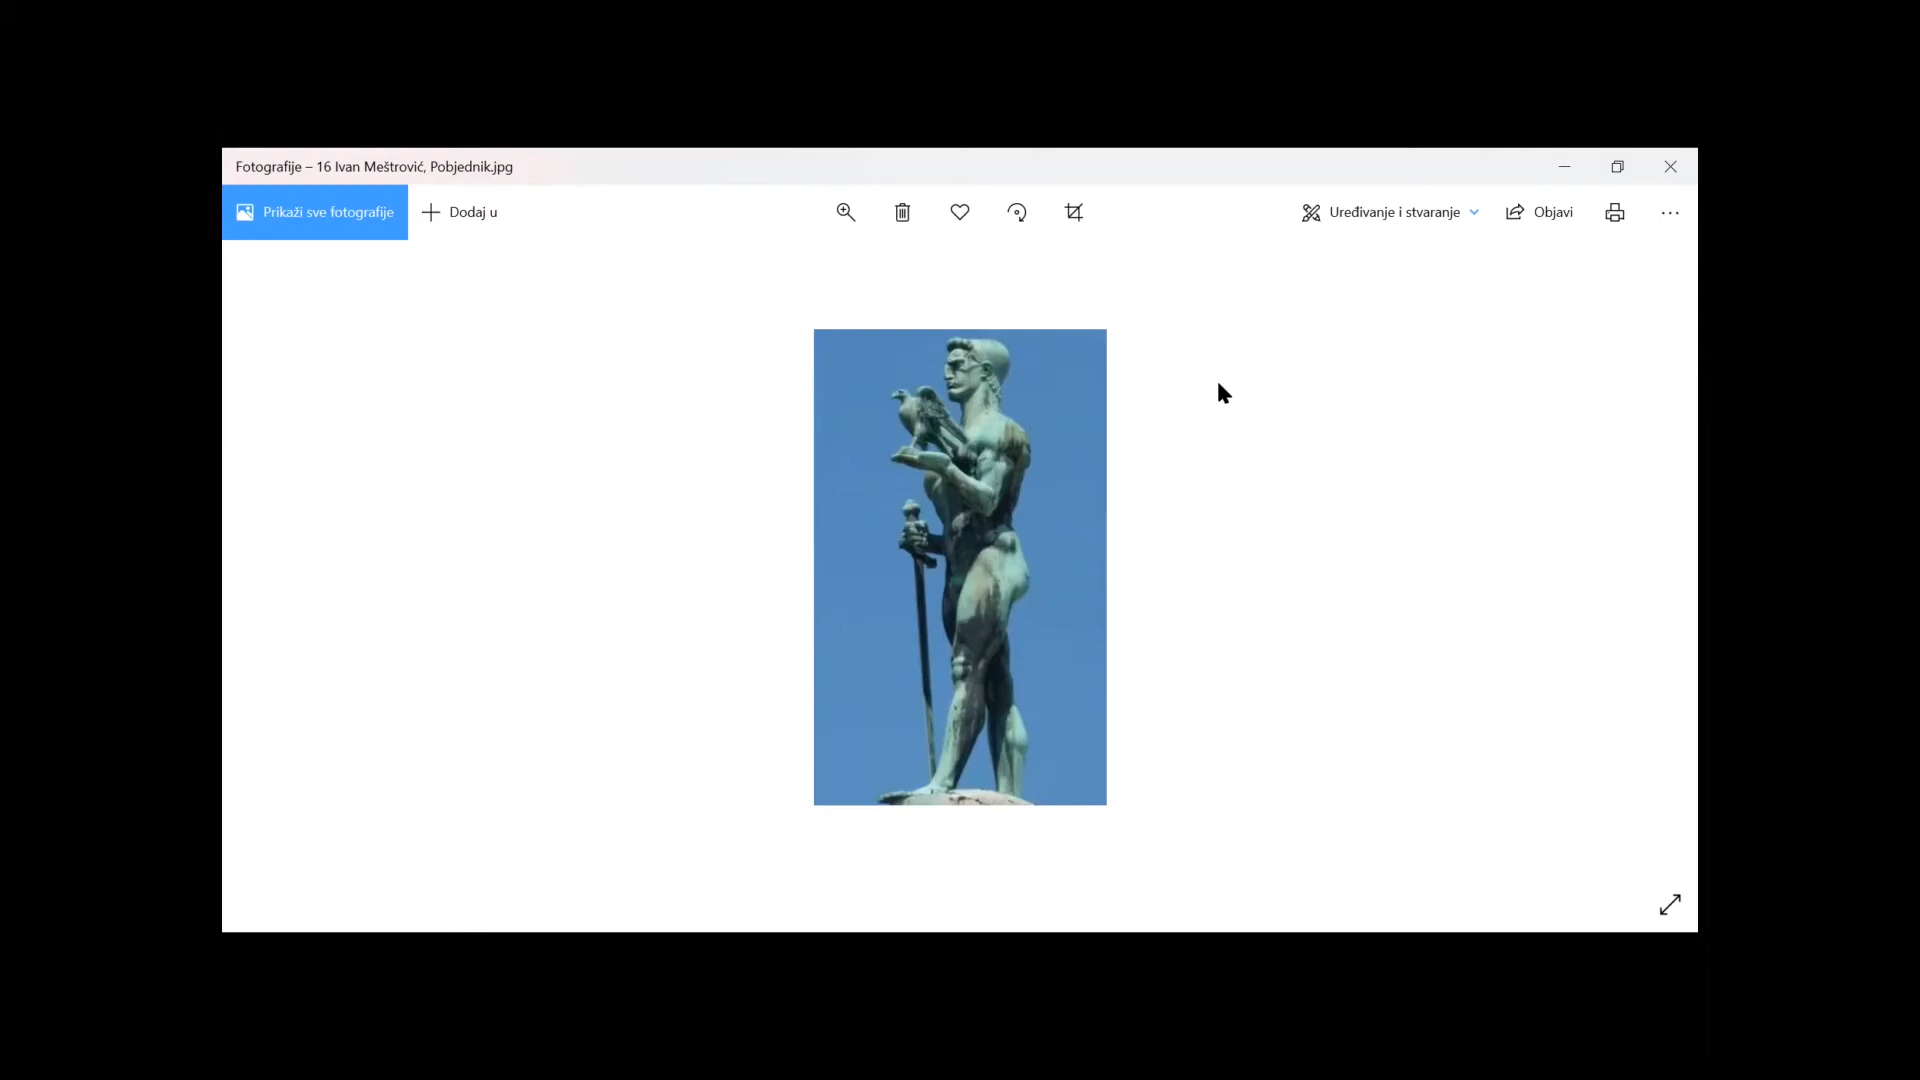 Fotografije – 16 Ivan Meštrović, Pobjednik.jpg
Prikaži sve fotografije
Dodaj u
Uređivanje i stvaranje
Objavi